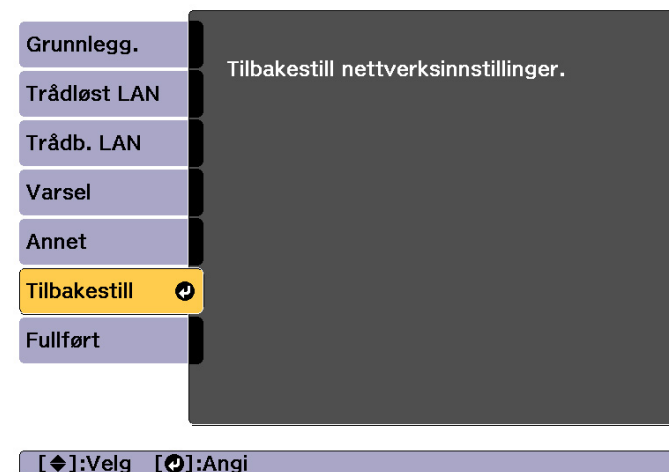 Grunnlegg.
Trådløst LAN
Trådb. LAN
Varsel
Annet
Tilbakestill
Fullført
Tilbakestill nettverksinnstillinger.
[◆]:Velg [↵]:Angi